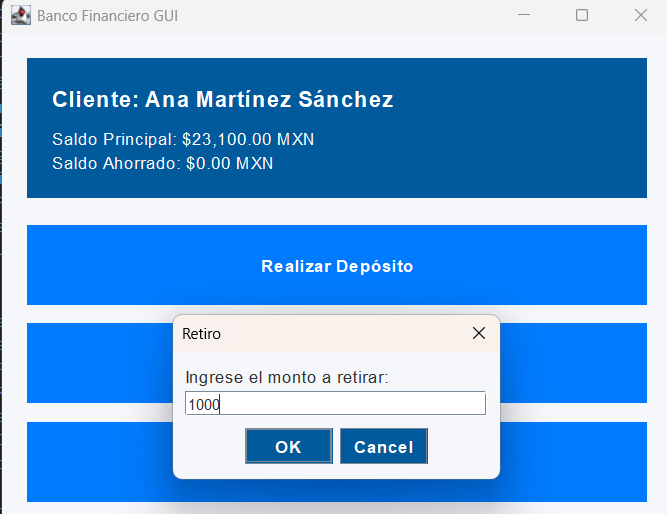 Banco Financiero GUI
Cliente: Ana Martínez Sánchez
Saldo Principal: $23,100.00 MXN
Saldo Ahorrado: $0.00 MXN
Realizar Depósito
Retiro
Ingrese el monto a retirar:
1000
OK
Cancel